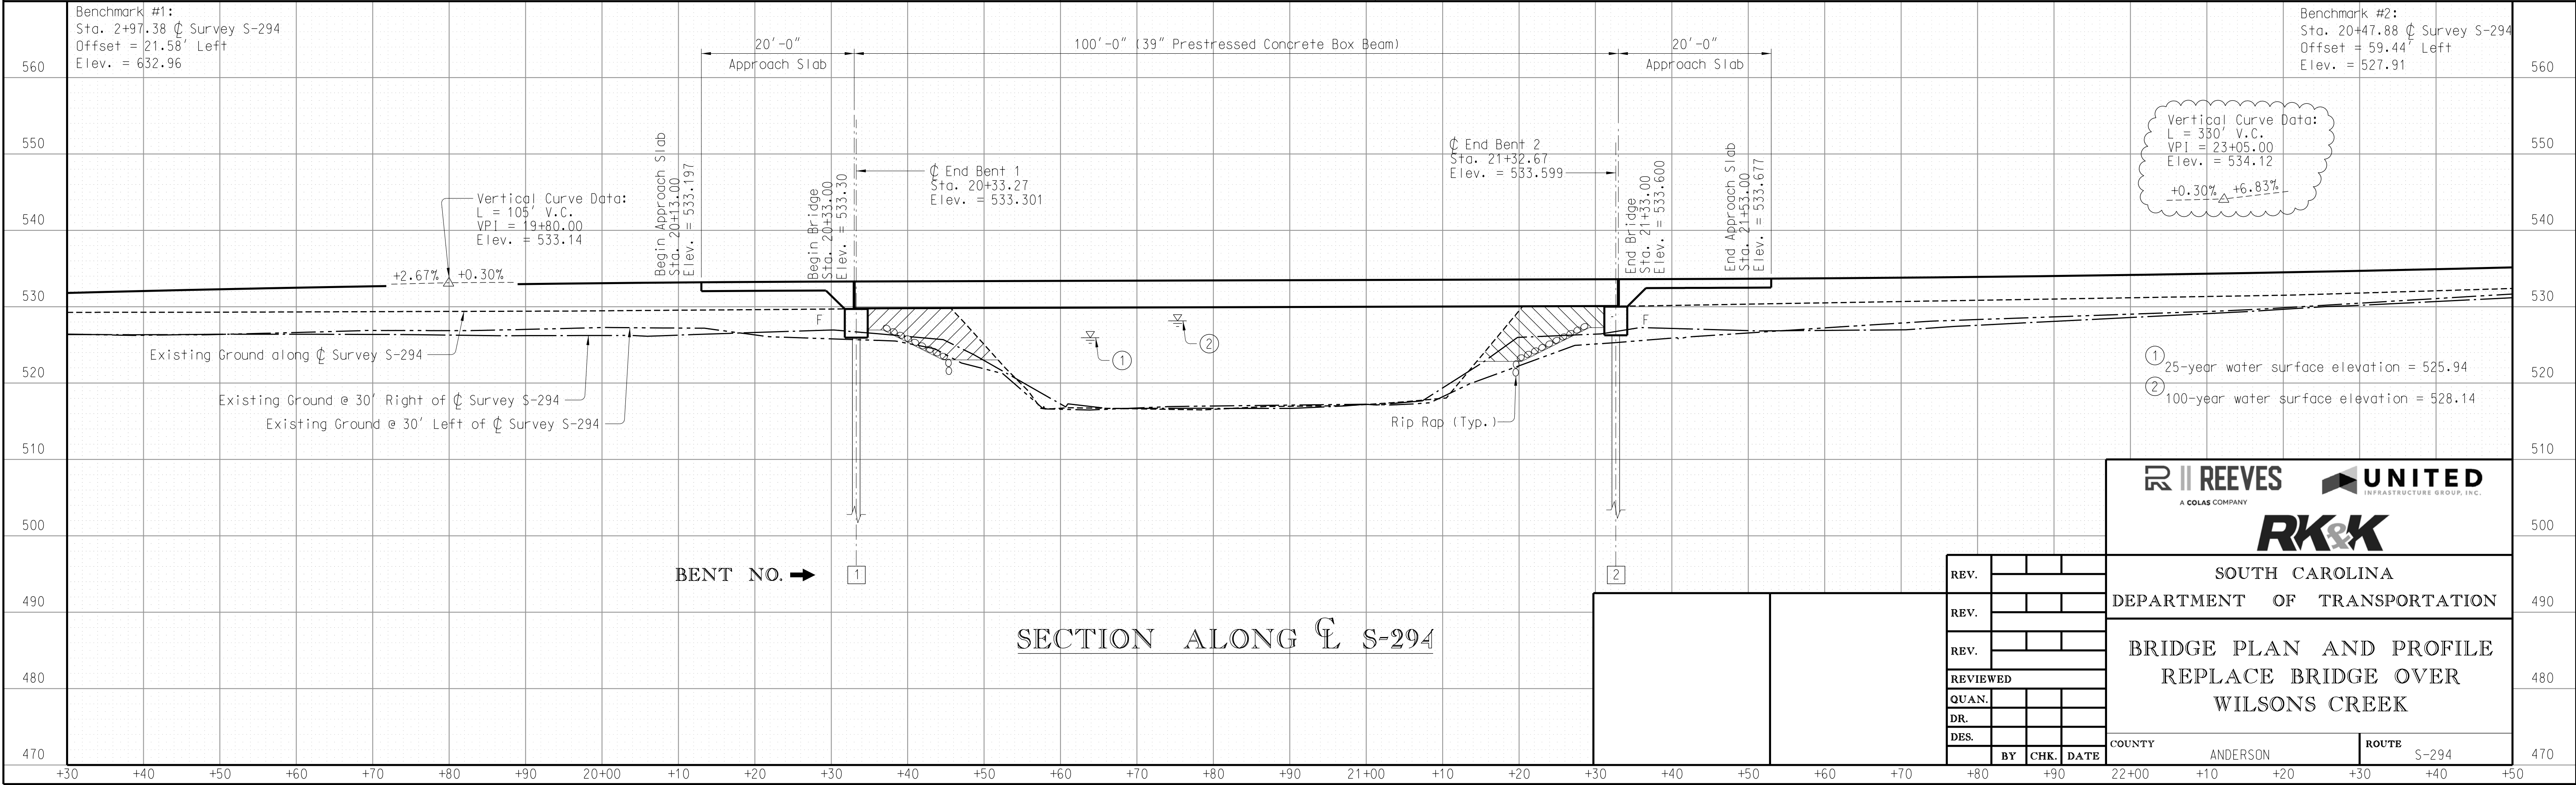 Benchmark #1:
Sta. 2+97.38 ℄ Survey S-294
Offset = 21.58' Left
Elev. = 632.96
20'-0"
Approach Slab
100'-0" (39" Prestressed Concrete Box Beam)
20'-0"
Approach Slab
Benchmark #2:
Sta. 20+47.88 ℄ Survey S-294
Offset = 59.44' Left
Elev. = 527.91
560
550
540
530
520
510
500
490
480
470
560
550
540
530
520
510
500
490
480
470
Vertical Curve Data:
L = 105' V.C.
VPI = 19+80.00
Elev. = 533.14
+2.67% +0.30%
Begin Approach Slab
Sta. 20+13.00
Elev. = 533.197
Begin Bridge
Sta. 20+33.00
Elev. = 533.30
℄ End Bent 1
Sta. 20+33.27
Elev. = 533.301
℄ End Bent 2
Sta. 21+32.67
Elev. = 533.599
End Bridge
Sta. 21+33.00
Elev. = 533.600
End Approach Slab
Sta. 21+53.00
Elev. = 533.677
Vertical Curve Data:
L = 330' V.C.
VPI = 23+05.00
Elev. = 534.12
+0.30% +6.83%
F
F
1
2
Existing Ground along ℄ Survey S-294
Existing Ground @ 30' Right of ℄ Survey S-294
Existing Ground @ 30' Left of ℄ Survey S-294
Rip Rap (Typ.)
1 25-year water surface elevation = 525.94
2 100-year water surface elevation = 528.14
BENT NO.
1
2
SECTION ALONG ℄ S-294
R REEVES
A COLAS COMPANY
UNITED
INFRASTRUCTURE GROUP, INC.
RK&K
SOUTH CAROLINA
DEPARTMENT OF TRANSPORTATION
BRIDGE PLAN AND PROFILE
REPLACE BRIDGE OVER
WILSONS CREEK
COUNTY
ANDERSON
ROUTE
S-294
REV.
REV.
REV.
REVIEWED
QUAN.
DR.
DES.
BY CHK. DATE
+30 +40 +50 +60 +70 +80 +90 20+00 +10 +20 +30 +40 +50 +60 +70 +80 +90 21+00 +10 +20 +30 +40 +50 +60 +70 +80 +90 22+00 +10 +20 +30 +40 +50